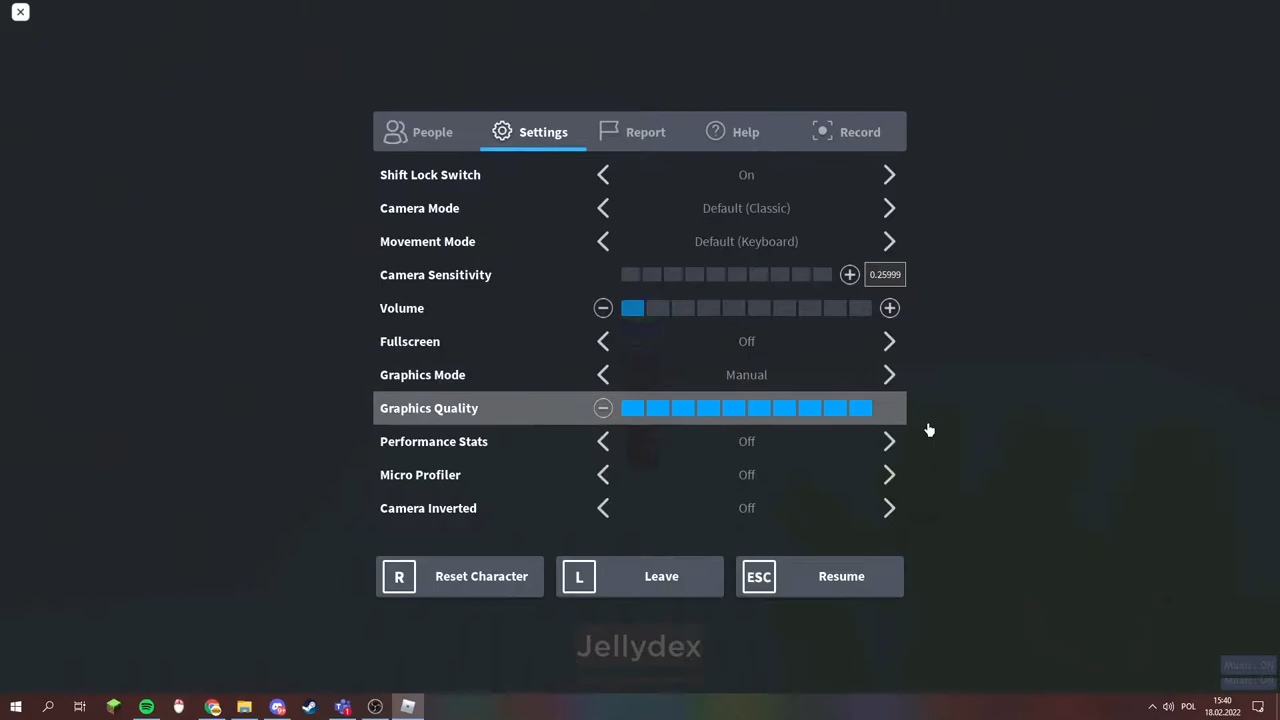 People Settings Report Help Record
Shift Lock Switch On
Camera Mode Default (Classic)
Movement Mode Default (Keyboard)
Camera Sensitivity 0.25999
Volume
Fullscreen Off
Graphics Mode Manual
Graphics Quality
Performance Stats Off
Micro Profiler Off
Camera Inverted Off
R Reset Character L Leave ESC Resume
Jellydex
Music: ON
POL 15:40
18.02.2022